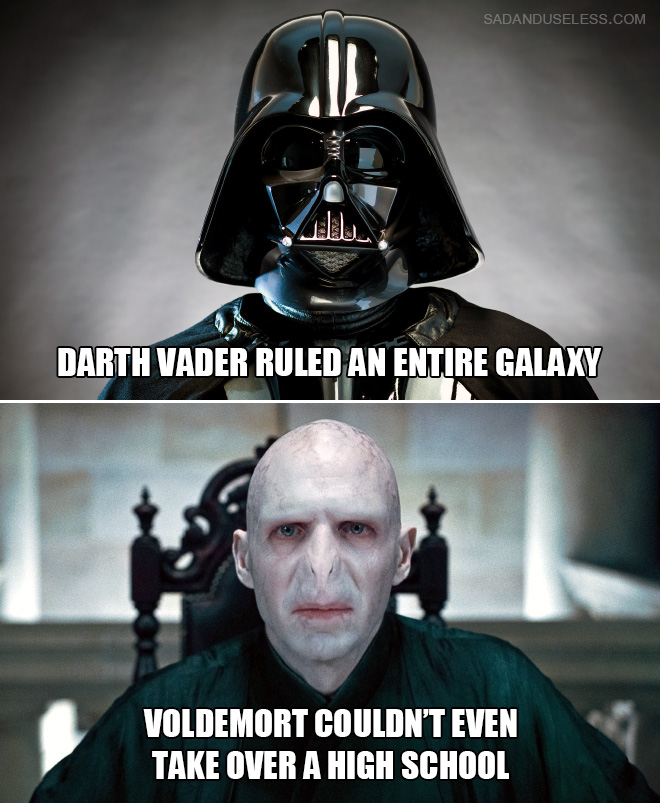 SADANDUSELESS.COM
DARTH VADER RULED AN ENTIRE GALAXY
VOLDEMORT COULDN'T EVEN
TAKE OVER A HIGH SCHOOL